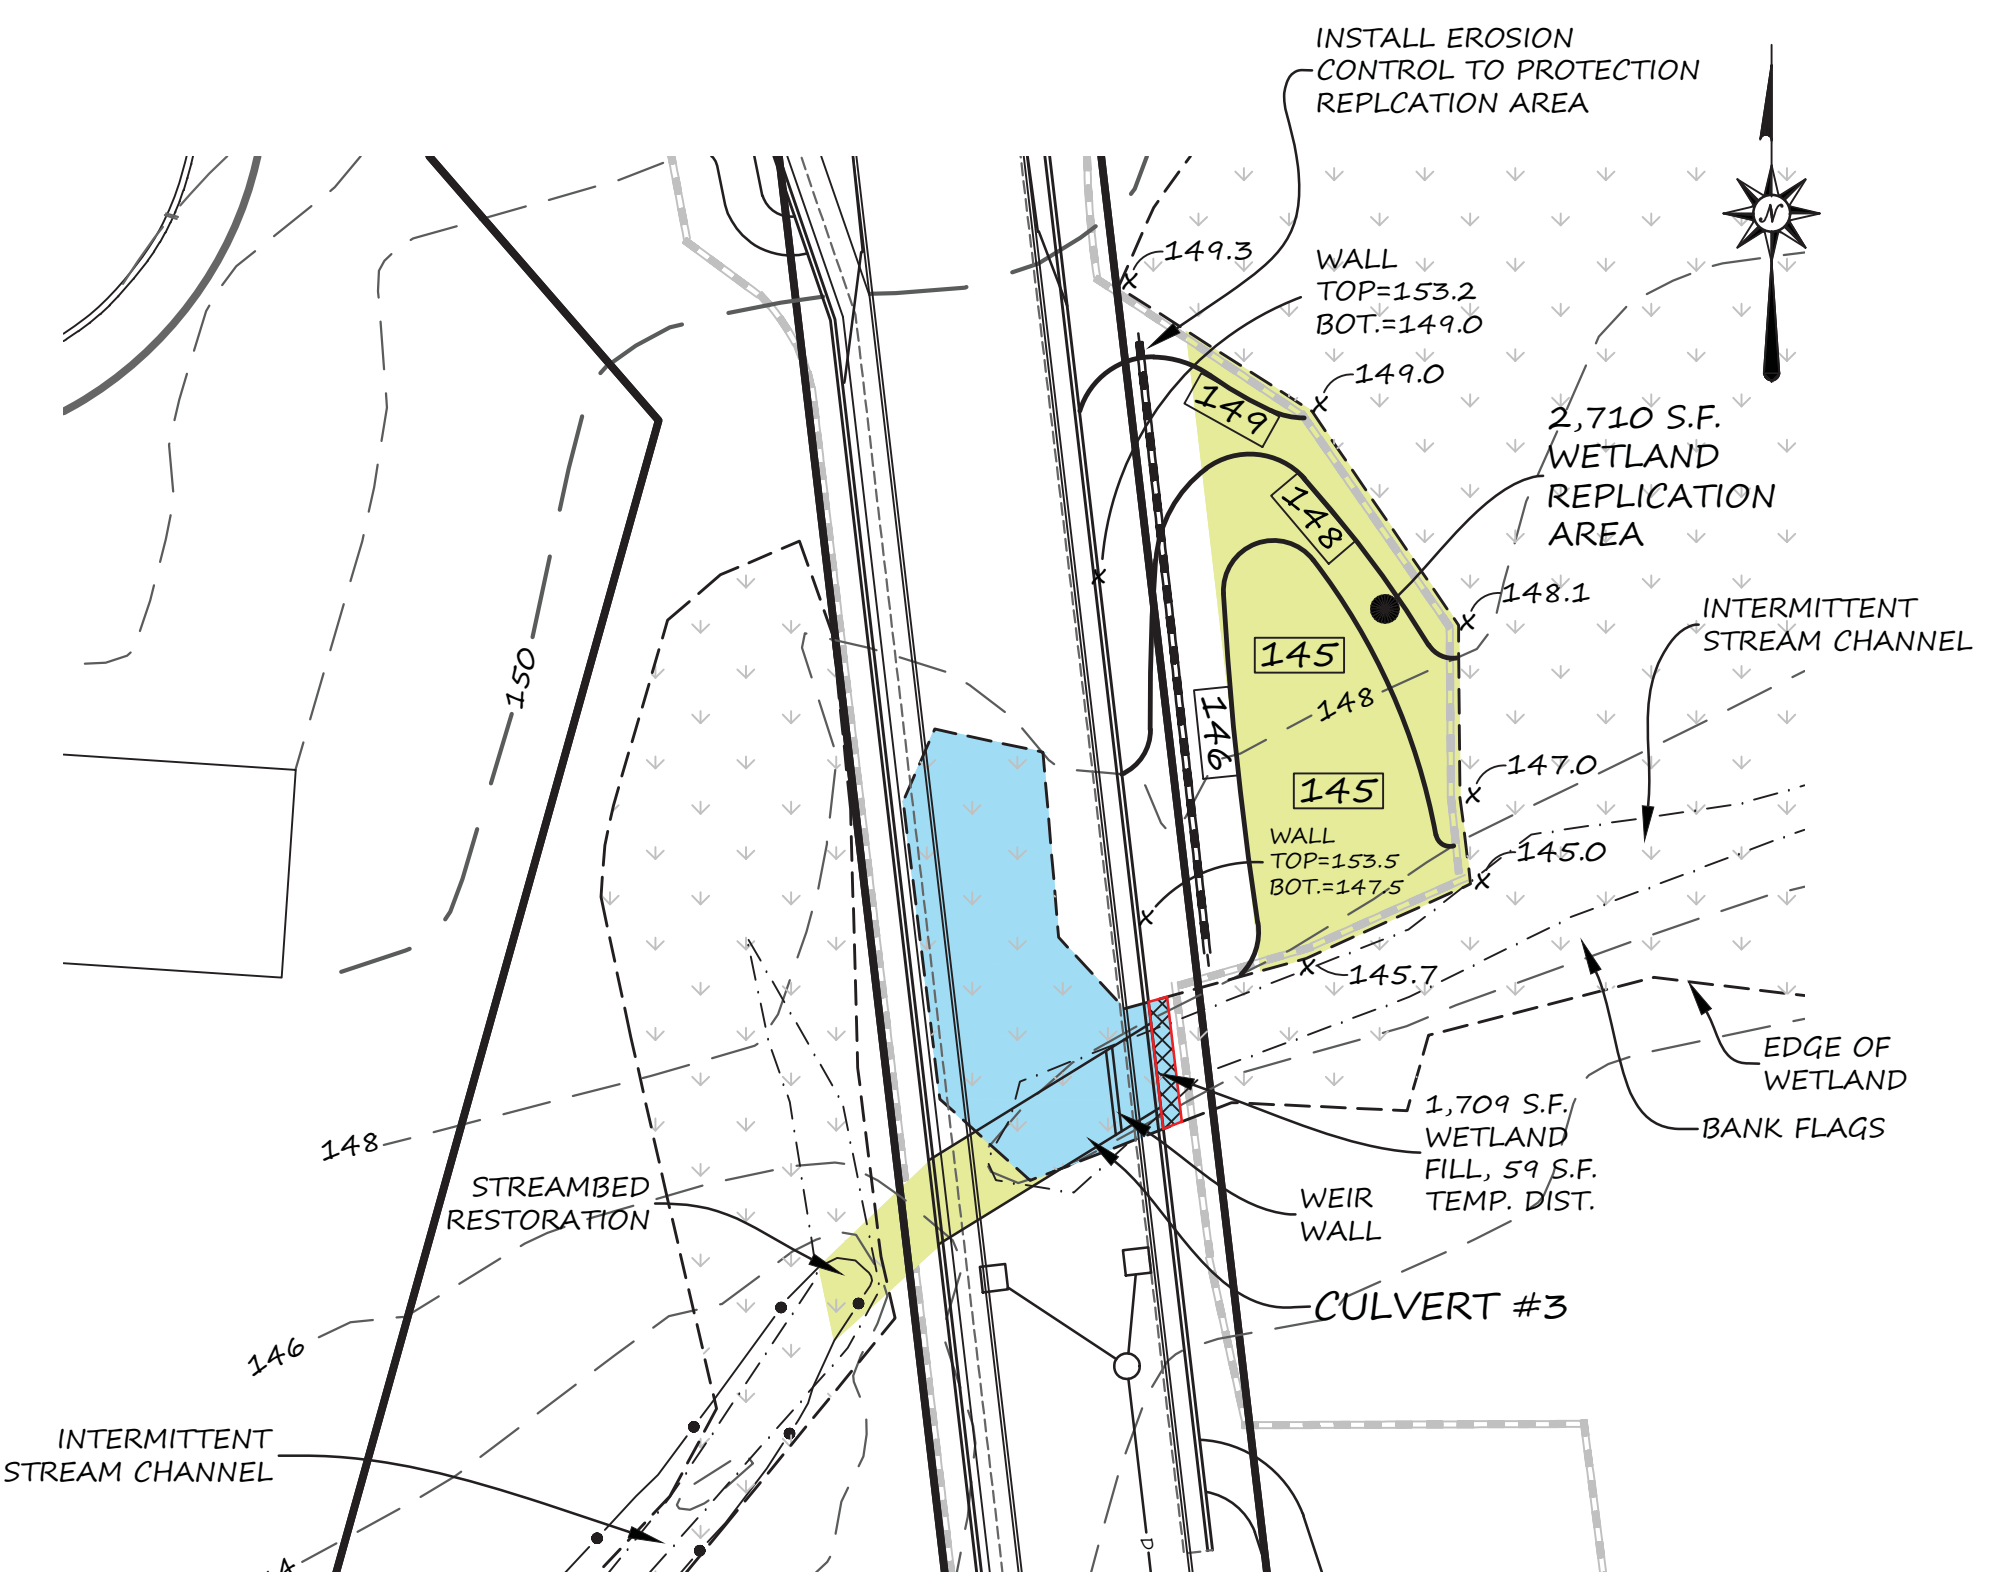 INSTALL EROSION
CONTROL TO PROTECTION
REPLCATION AREA
N
149.3
WALL
TOP=153.2
BOT.=149.0
149.0
149
2,710 S.F.
WETLAND
REPLICATION
AREA
148
148.1
INTERMITTENT
STREAM CHANNEL
145
150
148
146
147.0
145
WALL
TOP=153.5
BOT.=147.5
145.0
145.7
EDGE OF
WETLAND
BANK FLAGS
1,709 S.F.
WETLAND
FILL, 59 S.F.
TEMP. DIST.
148
STREAMBED
RESTORATION
WEIR
WALL
CULVERT #3
146
INTERMITTENT
STREAM CHANNEL
D